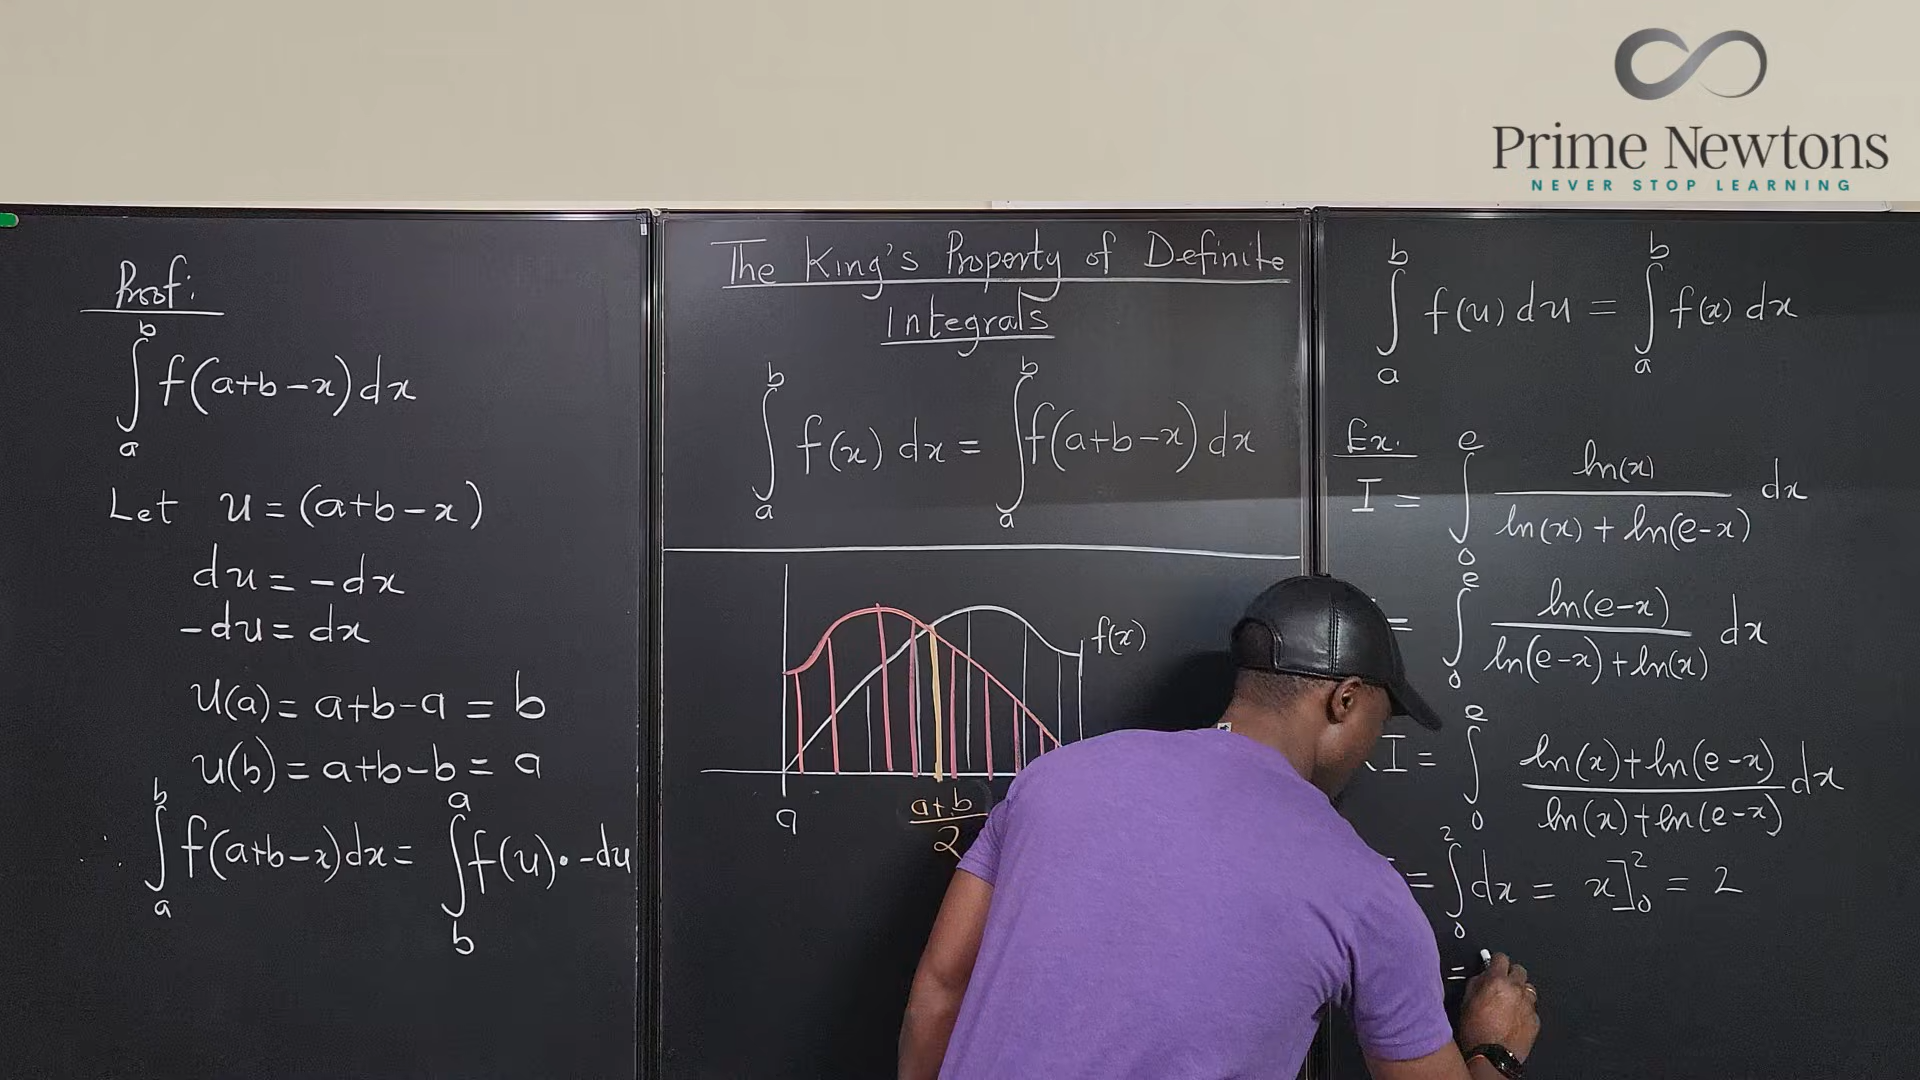 Prime Newtons
NEVER STOP LEARNING
Proof:
∫_a^b f(a+b-x) dx
Let u = (a+b-x)
du = -dx
-du = dx
u(a) = a+b-a = b
u(b) = a+b-b = a
∴ ∫_a^b f(a+b-x) dx = ∫_b^a f(u)·-du
The King's Property of Definite
Integrals
∫_a^b f(x) dx = ∫_a^b f(a+b-x) dx
f(x)
a
(a+b)/2
∫_a^b f(u) du = ∫_a^b f(x) dx
Ex.
I = ∫_0^e ln(x)/(ln(x) + ln(e-x)) dx
= ∫_0^e ln(e-x)/(ln(e-x) + ln(x)) dx
I = ∫_0^e (ln(x)+ln(e-x))/(ln(x)+ln(e-x)) dx
= ∫_0^2 dx = x]_0^2 = 2
=